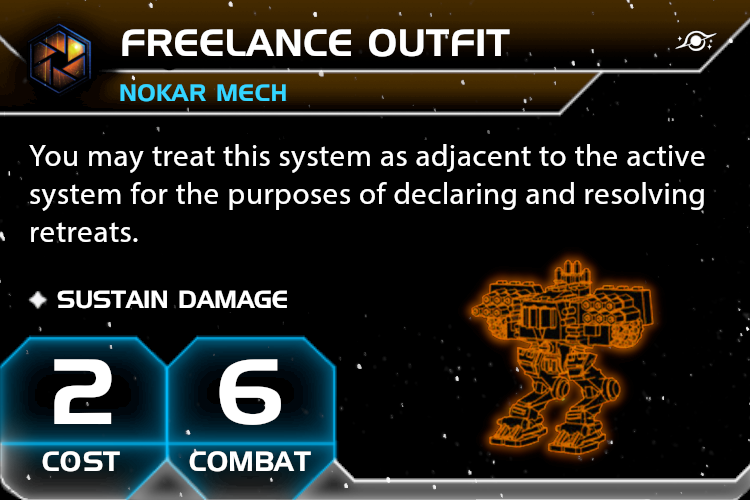 FREELANCE OUTFIT
NOKAR MECH
You may treat this system as adjacent to the active
system for the purposes of declaring and resolving
retreats.
SUSTAIN DAMAGE
2 6
COST COMBAT